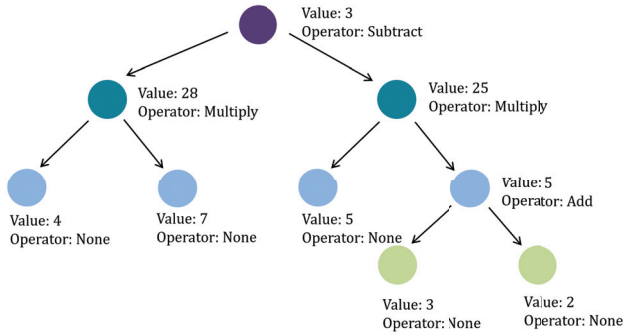 Value: 3
Operator: Subtract
Value: 28
Operator: Multiply
Value: 25
Operator: Multiply
Value: 4
Operator: None
Value: 7
Operator: None
Value: 5
Operator: None
Value: 5
Operator: Add
Value: 3
Operator: None
Value: 2
Operator: None